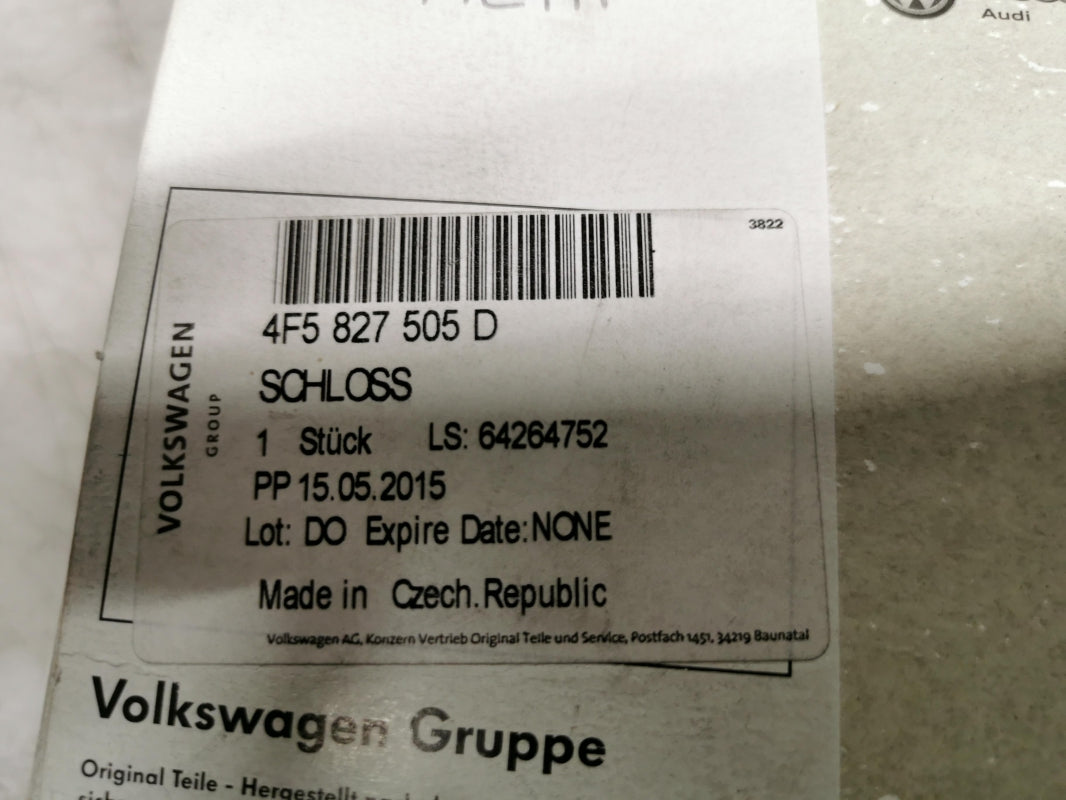 Audi
3822
4F5 827 505 D
SCHLOSS
1 Stück LS: 64264752
PP 15.05.2015
Lot: DO Expire Date:NONE
Made in Czech.Republic
Volkswagen AG, Konzern Vertrieb Original Teile und Service, Postfach 1451, 34219 Baunatal
VOLKSWAGEN
GROUP
Volkswagen Gruppe
Original Teile - Hergestellt